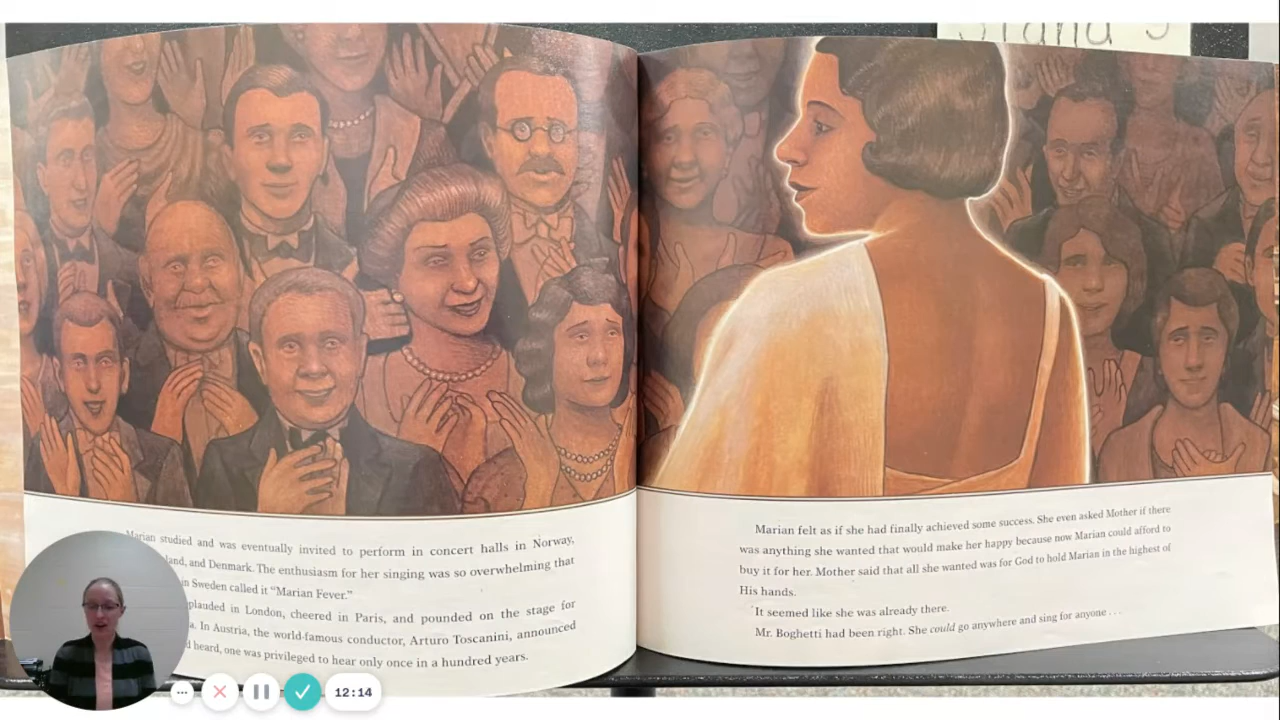 Marian studied and was eventually invited to perform in concert halls in Norway,
and Denmark. The enthusiasm for her singing was so overwhelming that
in Sweden called it "Marian Fever."
in London, cheered in Paris, and pounded on the stage for
In Austria, the world-famous conductor, Arturo Toscanini, announced
heard, one was privileged to hear only once in a hundred years.
Marian felt as if she had finally achieved some success. She even asked Mother if there
was anything she wanted that would make her happy because now Marian could afford to
buy it for her. Mother said that all she wanted was for God to hold Marian in the highest of
His hands.
It seemed like she was already there.
Mr. Boghetti had been right. She could go anywhere and sing for anyone . . .
12:14